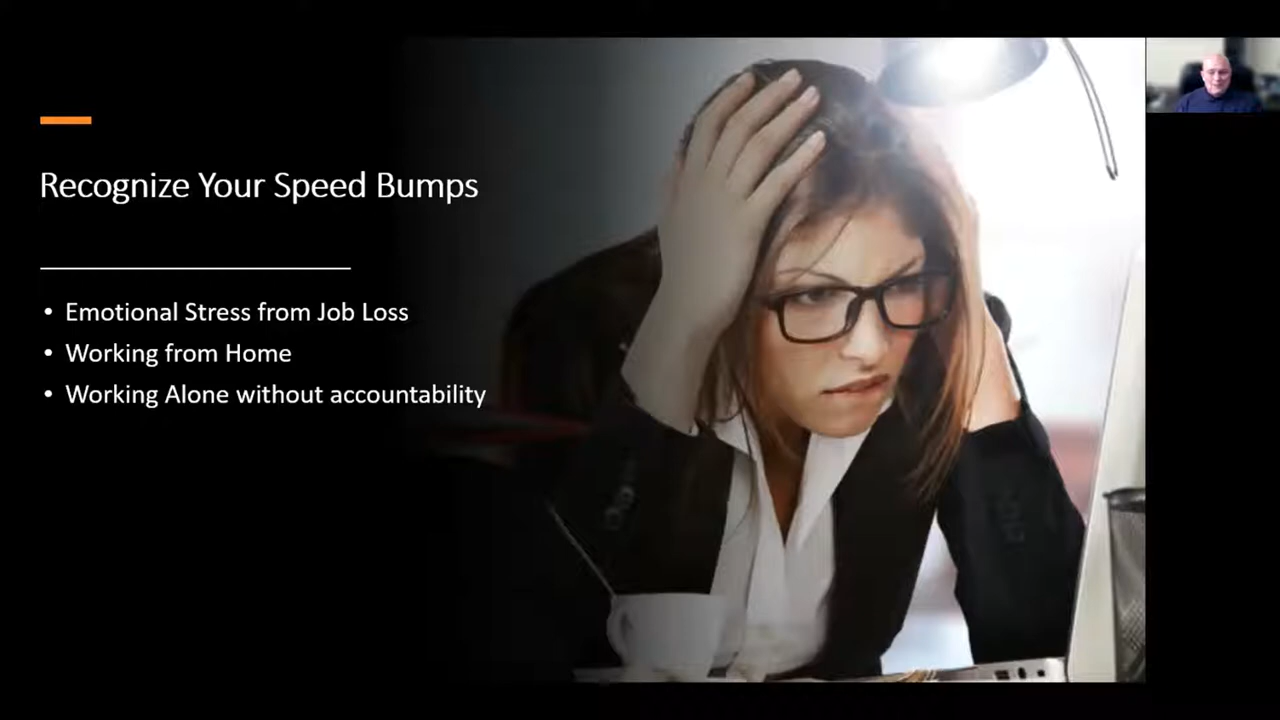 Recognize Your Speed Bumps
• Emotional Stress from Job Loss
• Working from Home
• Working Alone without accountability